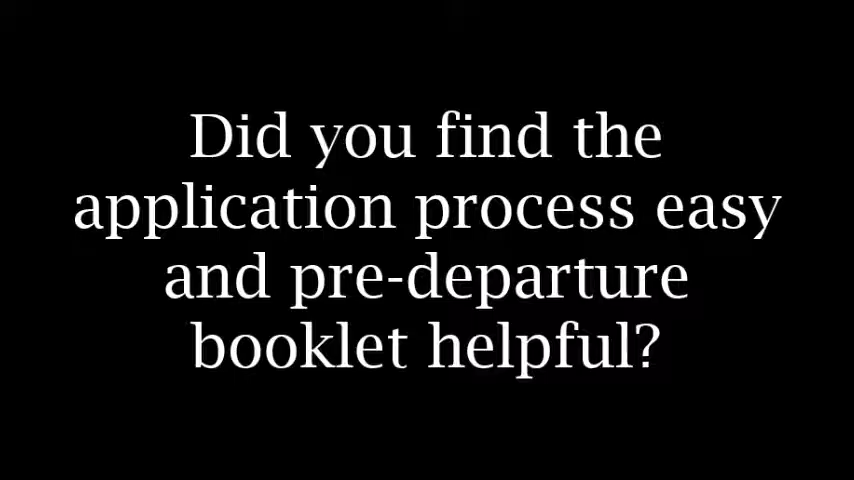 Did you find the
application process easy
and pre-departure
booklet helpful?